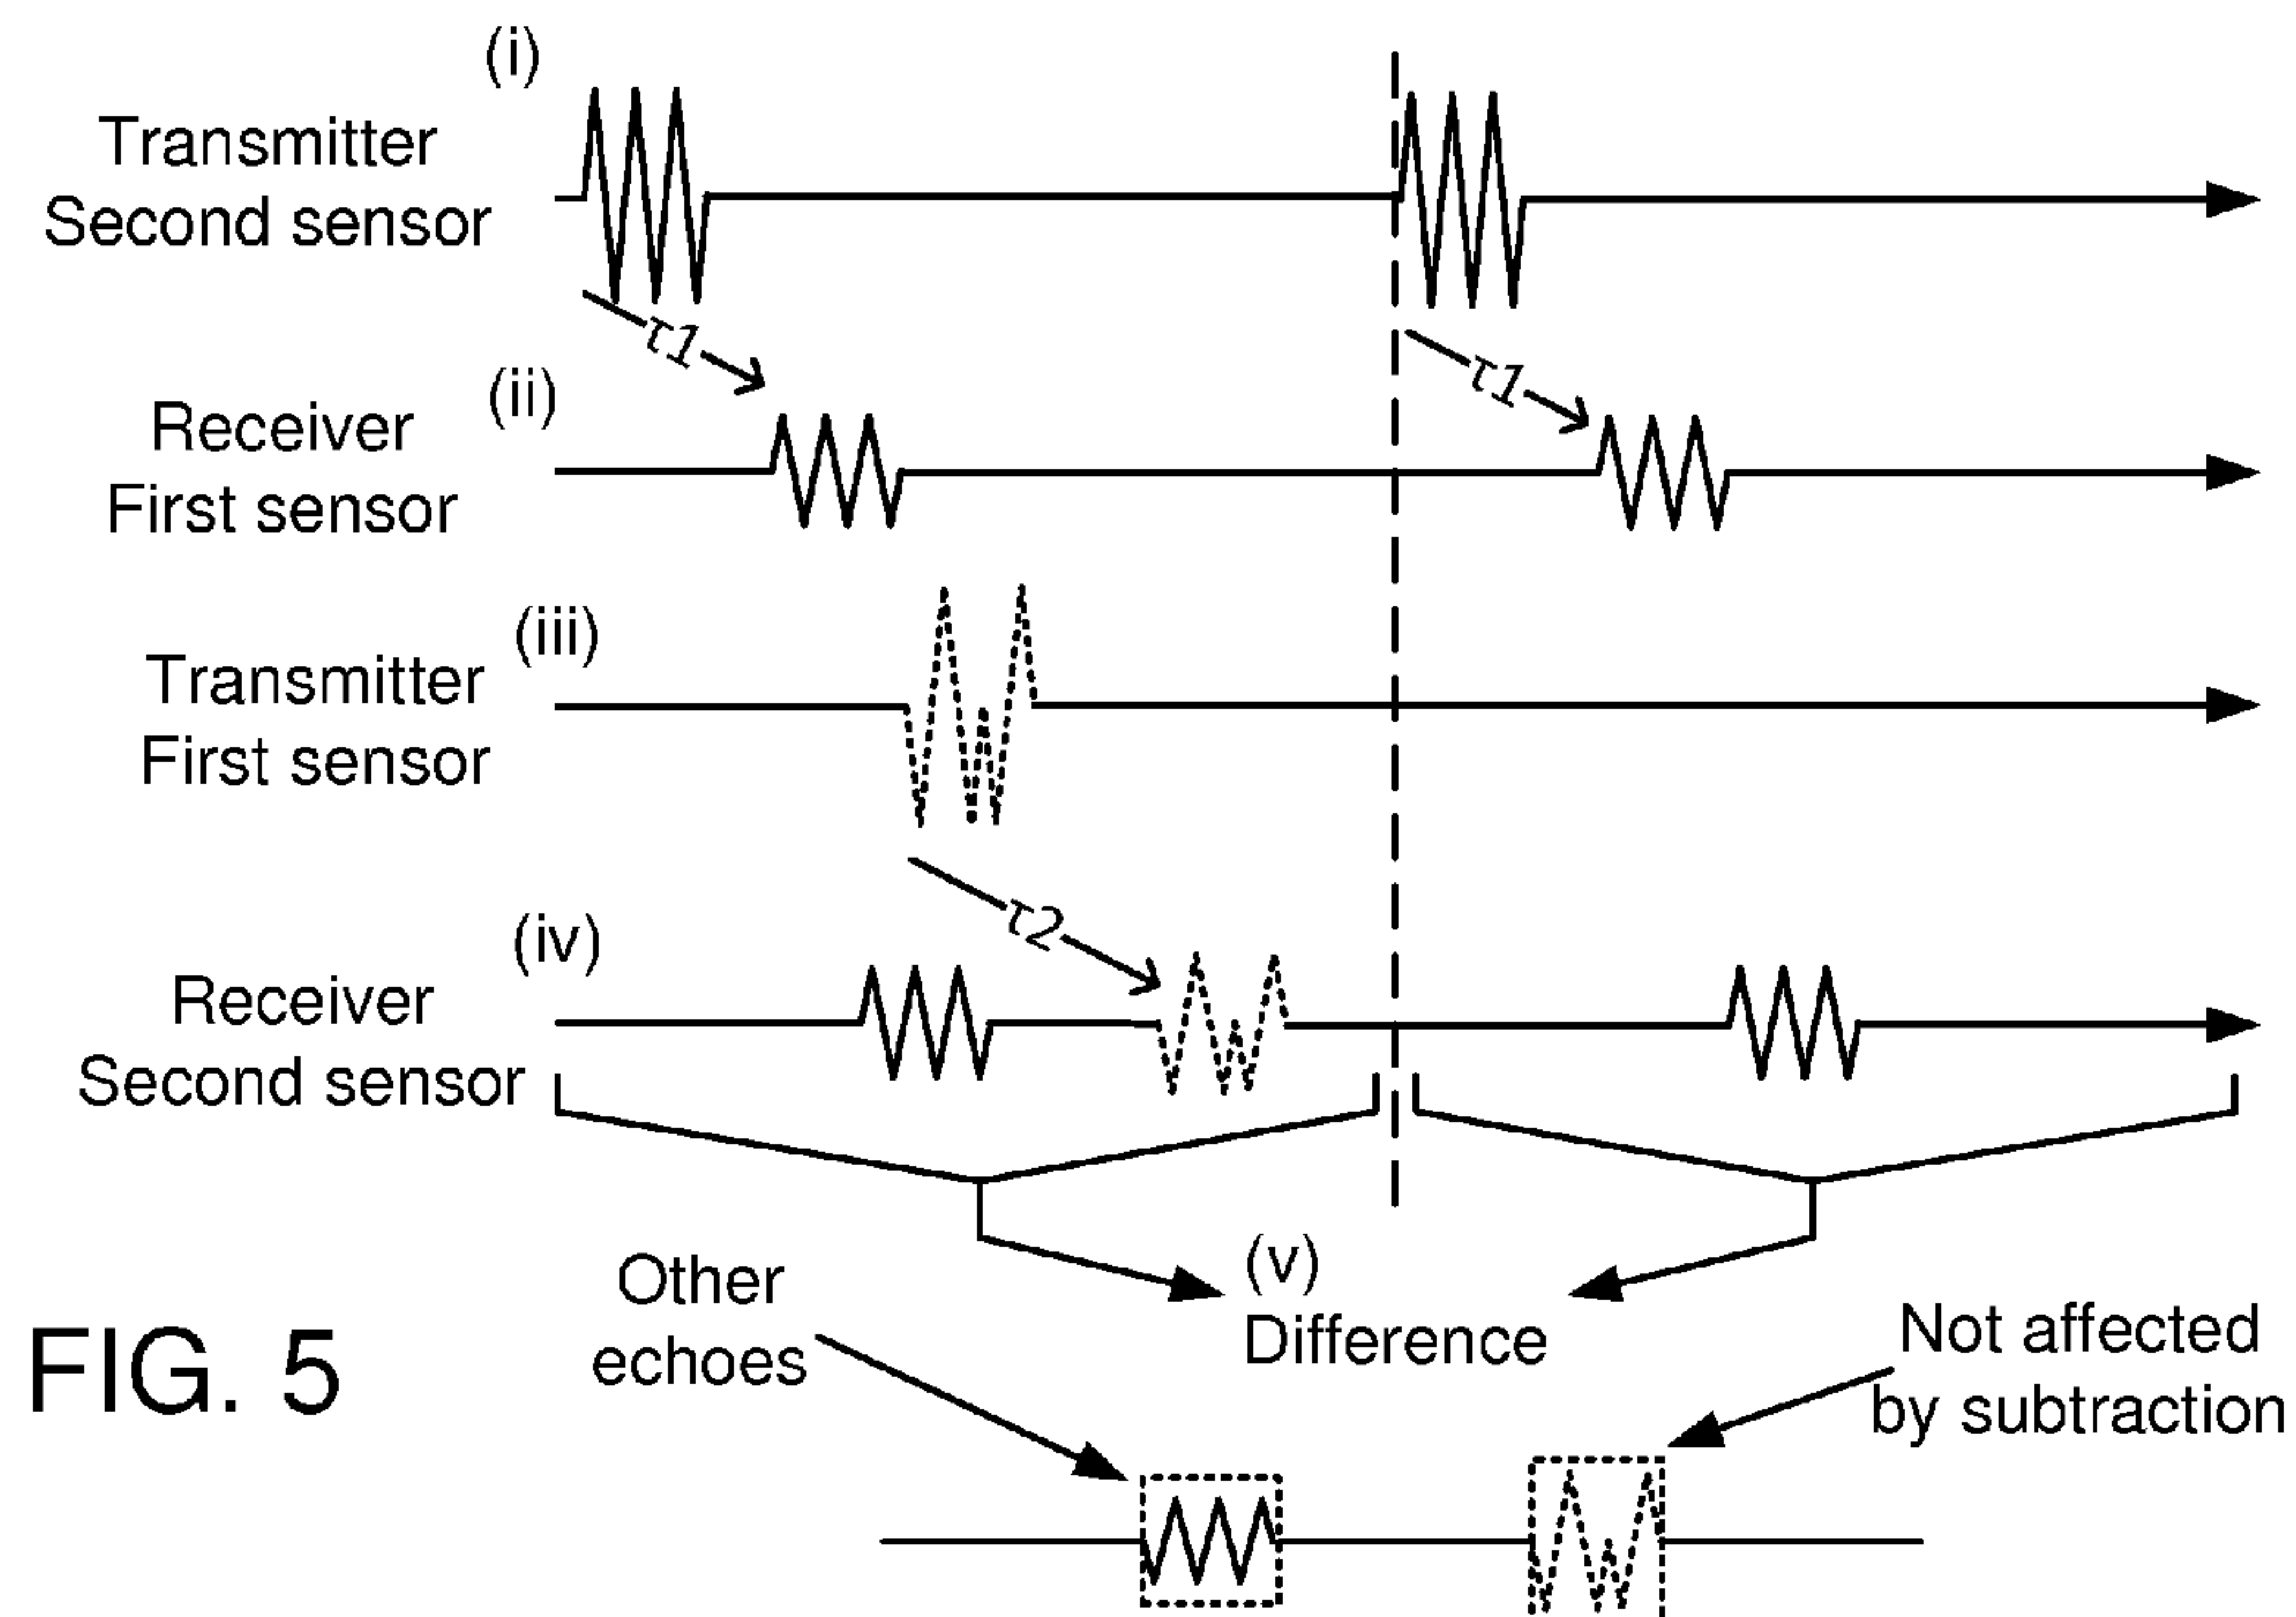 (i)
Transmitter
Second sensor
τ1
τ1
(ii)
Receiver
First sensor
(iii)
Transmitter
First sensor
τ2
(iv)
Receiver
Second sensor
(v)
Difference
Other
echoes
Not affected
by subtraction
FIG. 5